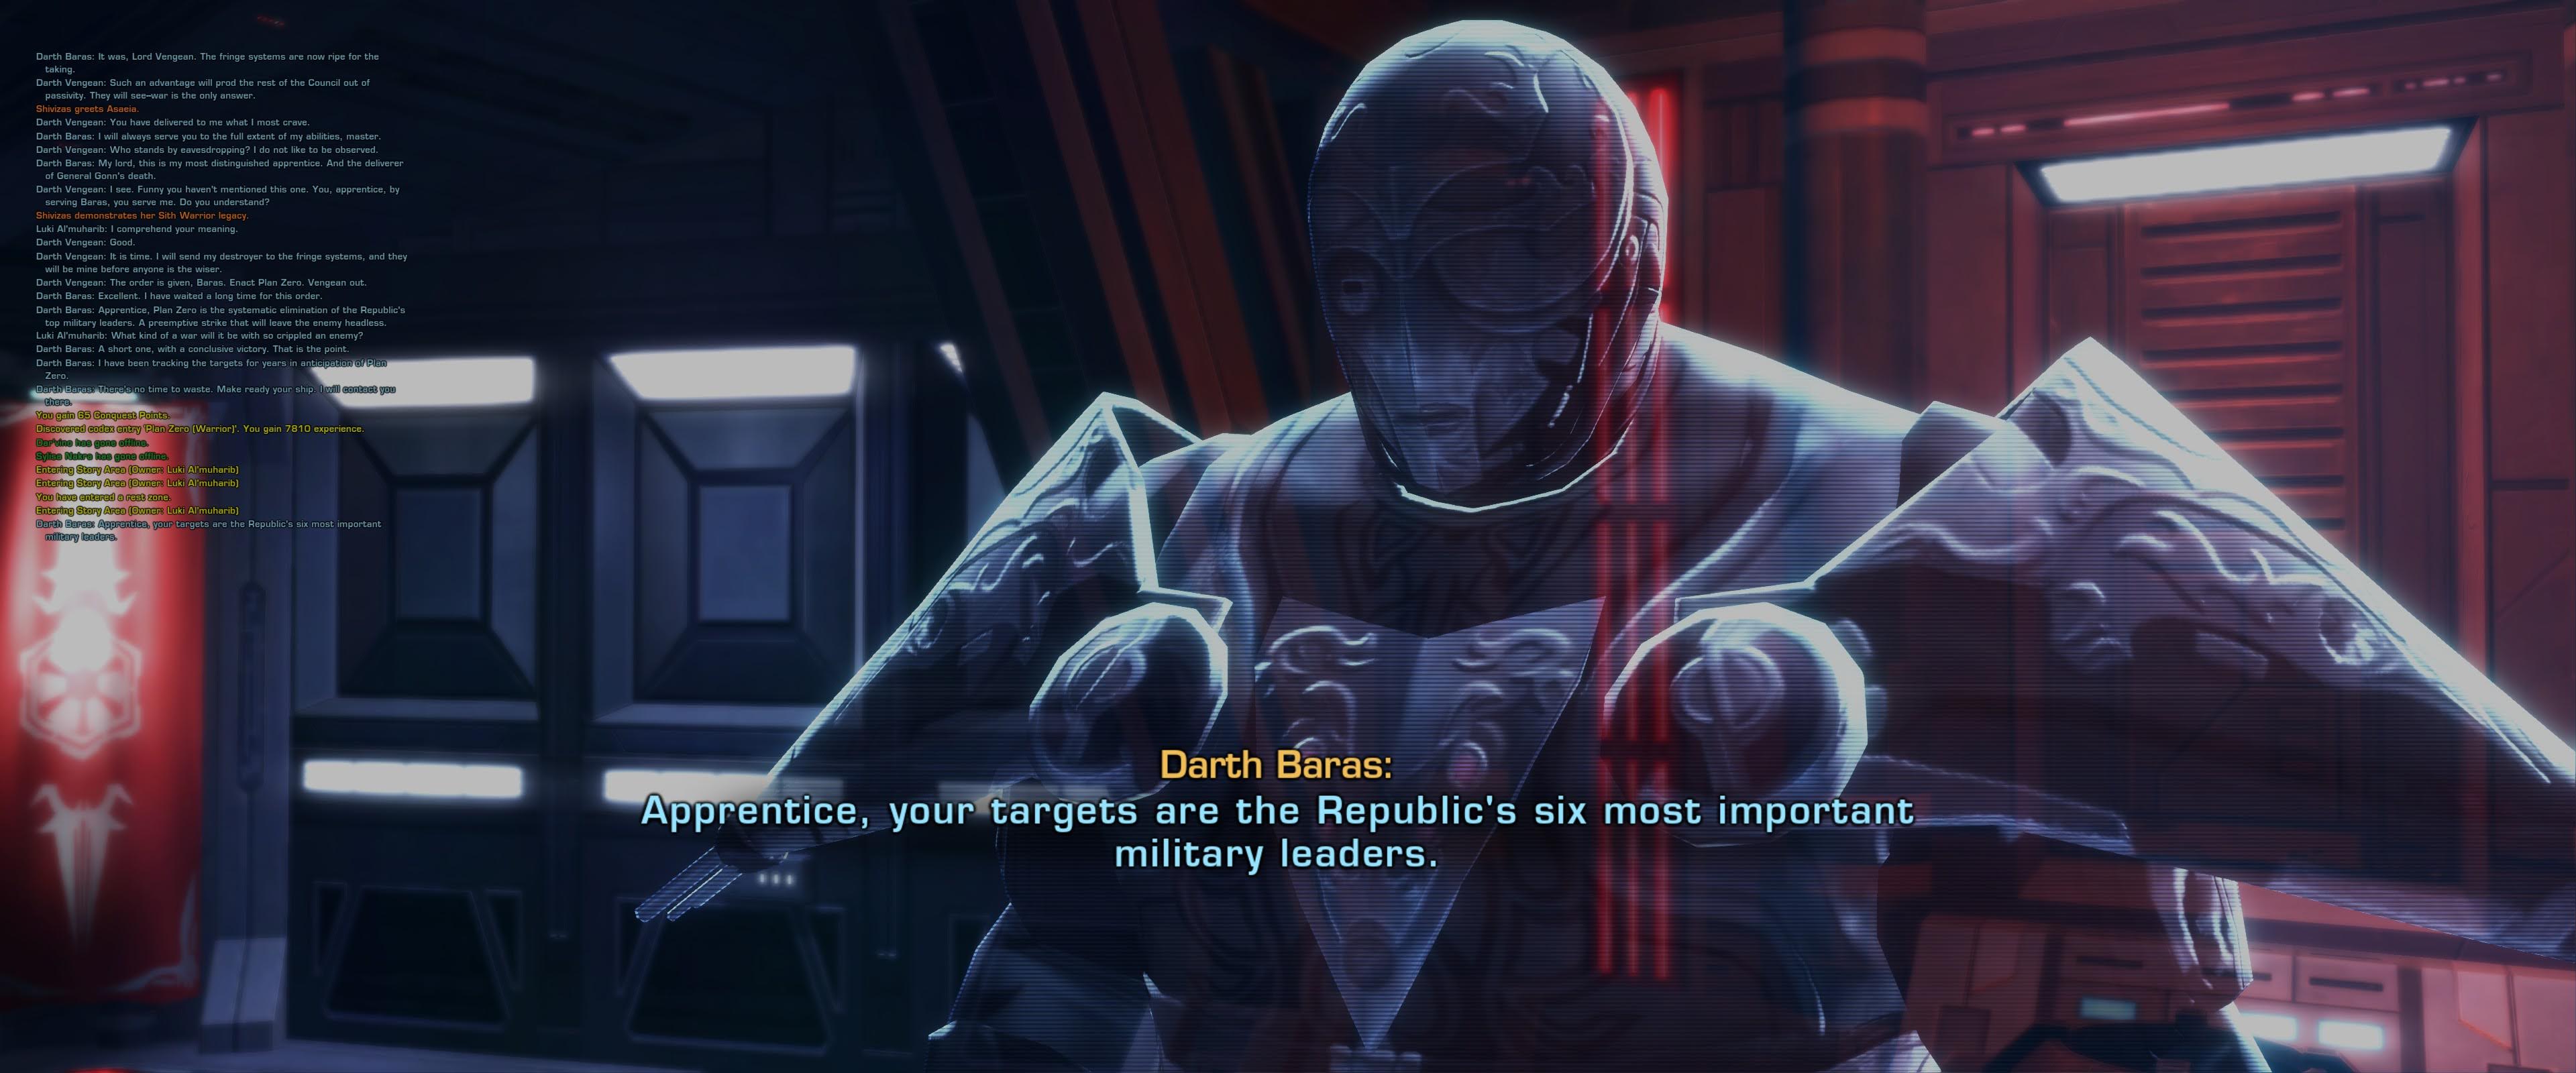 Darth Baras: It was, Lord Vengean. The fringe systems are now ripe for the
taking.
Darth Vengean: Such an advantage will prod the rest of the Council out of
passivity. They will see–war is the only answer.
Shivizas greets Asaeia.
Darth Vengean: You have delivered to me what I most crave.
Darth Baras: I will always serve you to the full extent of my abilities, master.
Darth Vengean: Who stands by eavesdropping? I do not like to be observed.
Darth Baras: My lord, this is my most distinguished apprentice. And the deliverer
of General Gonn's death.
Darth Vengean: I see. Funny you haven't mentioned this one. You, apprentice, by
serving Baras, you serve me. Do you understand?
Shivizas demonstrates her Sith Warrior legacy.
Luki Al'muharib: I comprehend your meaning.
Darth Vengean: Good.
Darth Vengean: It is time. I will send my destroyer to the fringe systems, and they
will be mine before anyone is the wiser.
Darth Vengean: The order is given, Baras. Enact Plan Zero. Vengean out.
Darth Baras: Excellent. I have waited a long time for this order.
Darth Baras: Apprentice, Plan Zero is the systematic elimination of the Republic's
top military leaders. A preemptive strike that will leave the enemy headless.
Luki Al'muharib: What kind of a war will it be with so crippled an enemy?
Darth Baras: A short one, with a conclusive victory. That is the point.
Darth Baras: I have been tracking the targets for years in anticipation of Plan
Zero.
Darth Baras: There's no time to waste. Make ready your ship. I will contact you
there.
You gain 65 Conquest Points.
Discovered codex entry 'Plan Zero (Warrior)'. You gain 7810 experience.
has gone offline.
has gone offline.
Entering Story Area (Owner: Luki Al'muharib)
Entering Story Area (Owner: Luki Al'muharib)
You have entered a rest zone.
Entering Story Area (Owner: Luki Al'muharib)
Darth Baras: Apprentice, your targets are the Republic's six most important
military leaders.
Darth Baras:
Apprentice, your targets are the Republic's six most important
military leaders.